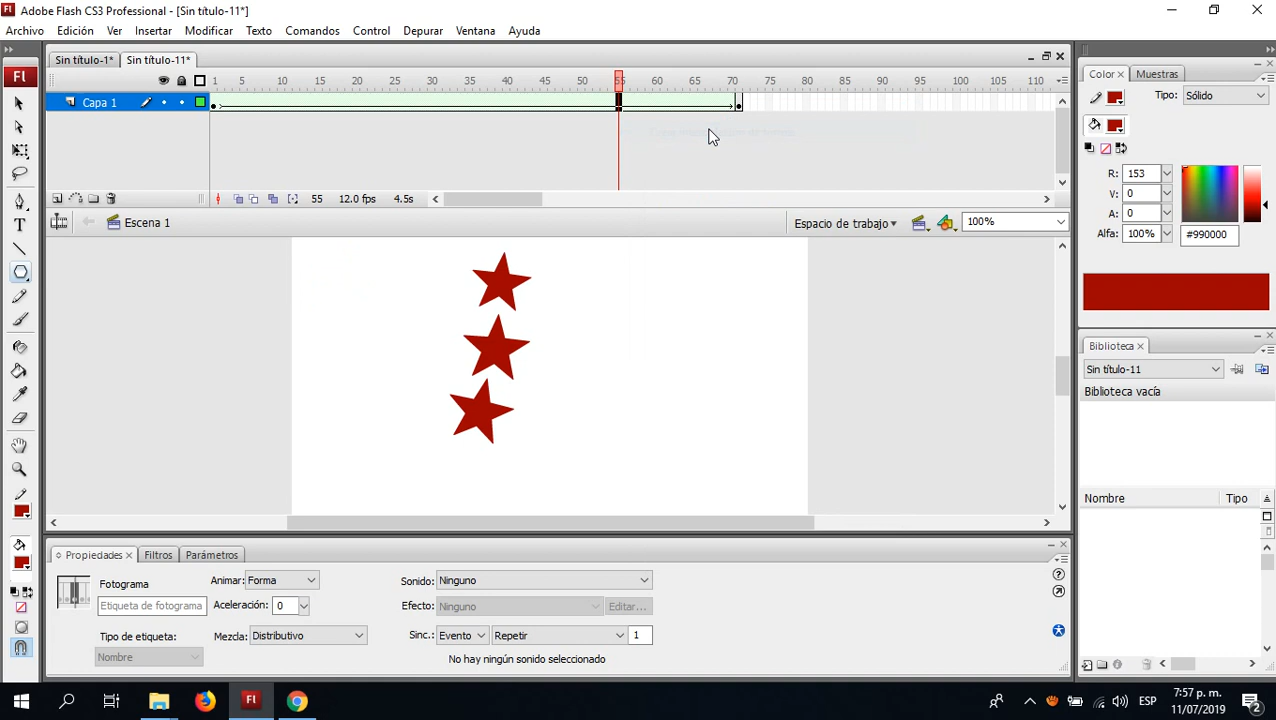 Adobe Flash CS3 Professional - [Sin título-11*]
Archivo Edición Ver Insertar Modificar Texto Comandos Control Depurar Ventana Ayuda
Sin título-1* Sin título-11*
1 5 10 15 20 25 30 35 40 45 50 55 60 65 70 75 80 85 90 95 100 105 110
Capa 1
55 12.0 fps 4.5s
Escena 1 Espacio de trabajo 100%
Fl
Color Muestras
Tipo: Sólido
R: 153
V: 0
A: 0
Alfa: 100% #990000
Biblioteca
Sin título-11
Biblioteca vacía
Nombre Tipo
Propiedades Filtros Parámetros
Fotograma Animar: Forma Sonido: Ninguno
Etiqueta de fotograma Aceleración: 0 Efecto: Ninguno Editar...
Tipo de etiqueta: Mezcla: Distributivo Sinc.: Evento Repetir 1
Nombre No hay ningún sonido seleccionado
Fl ESP 7:57 p. m.
11/07/2019 2